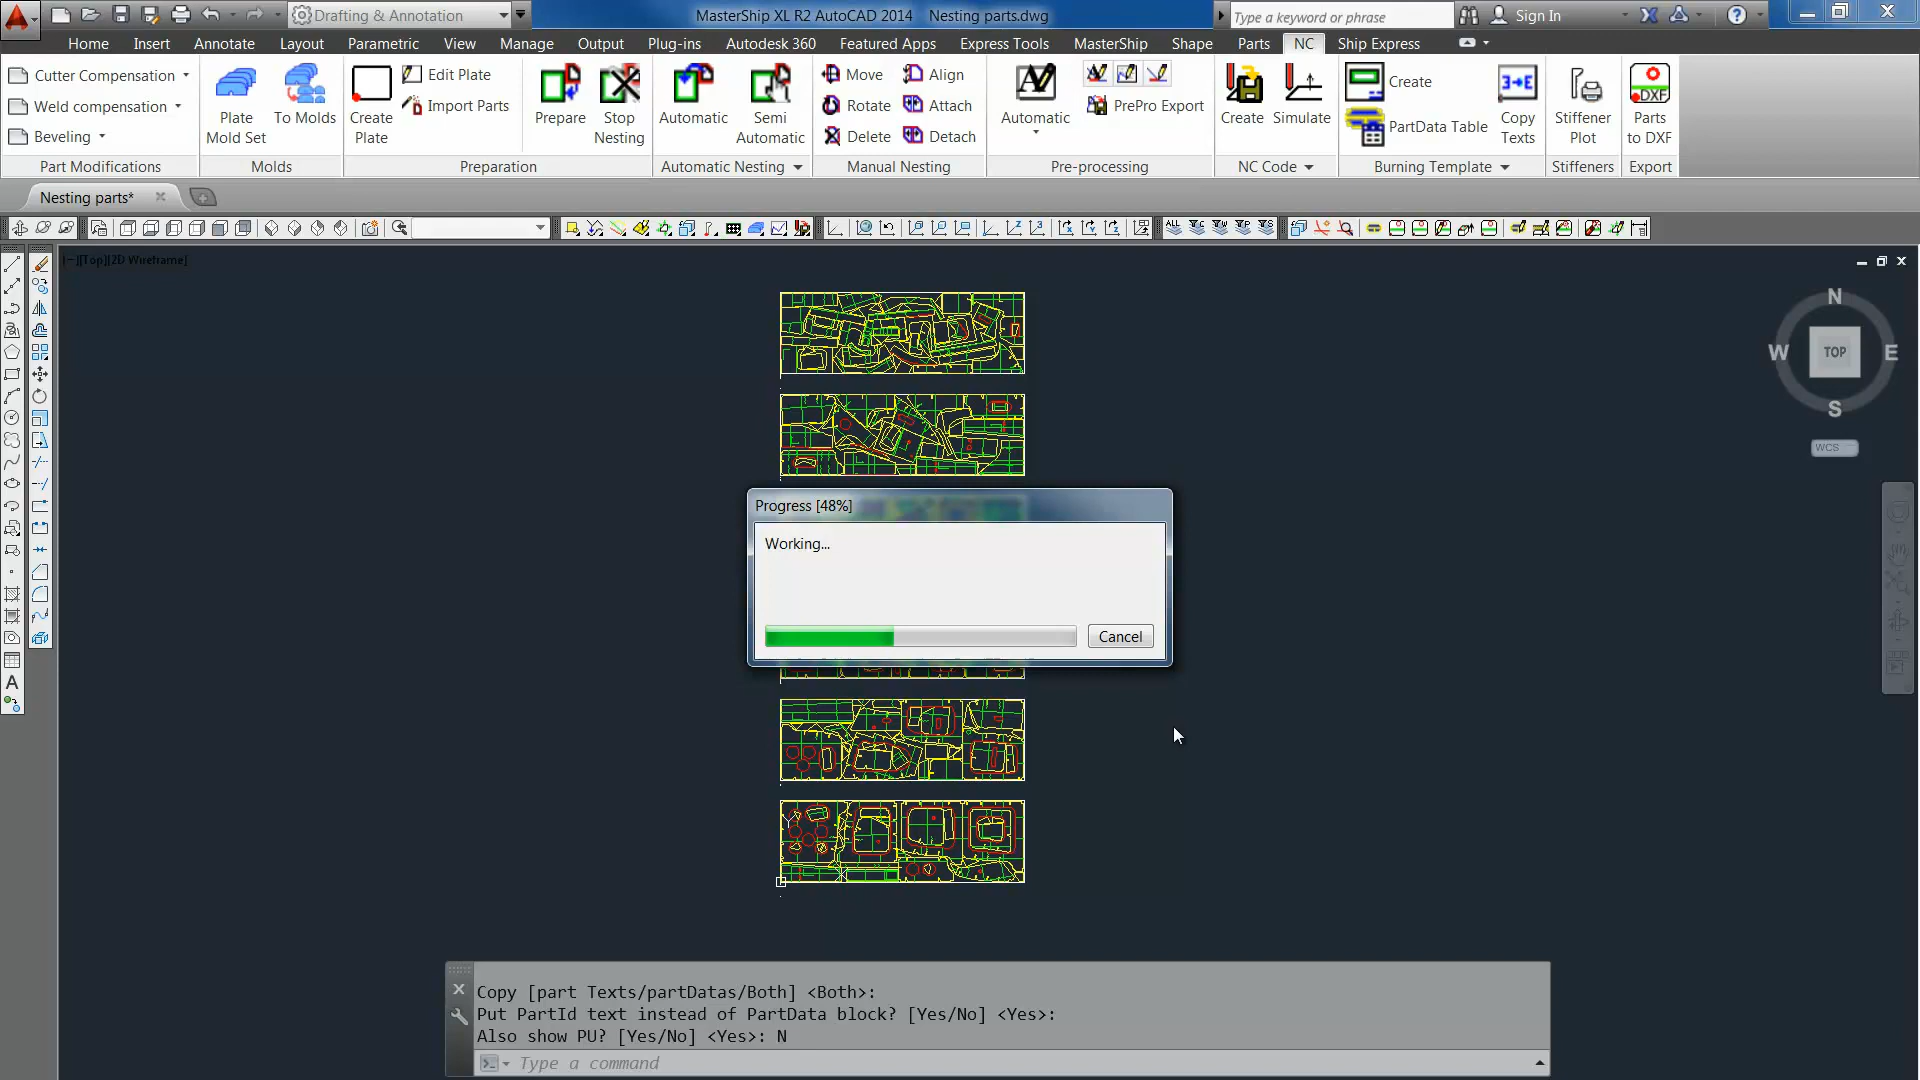 Drafting & Annotation
MasterShip XL R2 AutoCAD 2014 Nesting parts.dwg
Type a keyword or phrase
Sign In
Home Insert Annotate Layout Parametric View Manage Output Plug-ins Autodesk 360 Featured Apps Express Tools MasterShip Shape Parts NC Ship Express
Cutter Compensation
Weld compensation
Beveling
Part Modifications
Plate
Mold Set
To Molds
Molds
Create
Plate
Edit Plate
Import Parts
Prepare
Stop
Nesting
Preparation
Automatic
Semi
Automatic
Automatic Nesting
Move
Rotate
Delete
Align
Attach
Detach
Manual Nesting
Automatic
PrePro Export
Pre-processing
Create
Simulate
NC Code
Create
PartData Table
3→E
Copy
Texts
Burning Template
Stiffener
Plot
Stiffeners
DXF
Parts
to DXF
Export
Nesting parts*
ALL
[−][Top][2D Wireframe]
N
W
TOP
E
S
WCS
Progress [48%]
Working...
Cancel
A
Copy [part Texts/partDatas/Both] <Both>:
Put PartId text instead of PartData block? [Yes/No] <Yes>:
Also show PU? [Yes/No] <Yes>: N
Type a command